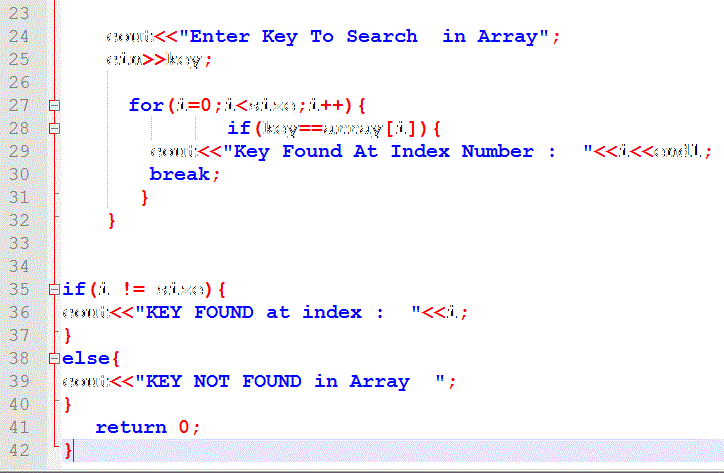 23
24 cout<<"Enter Key To Search  in Array";
25 cin>>key;
26
27 for(i=0;i<size;i++){
28 if(key==array[i]){
29 cout<<"Key Found At Index Number :  "<<i<<endl;
30 break;
31 }
32 }
33
34
35 if(i != size){
36 cout<<"KEY FOUND at index :  "<<i;
37 }
38 else{
39 cout<<"KEY NOT FOUND in Array  ";
40 }
41 return 0;
42 }